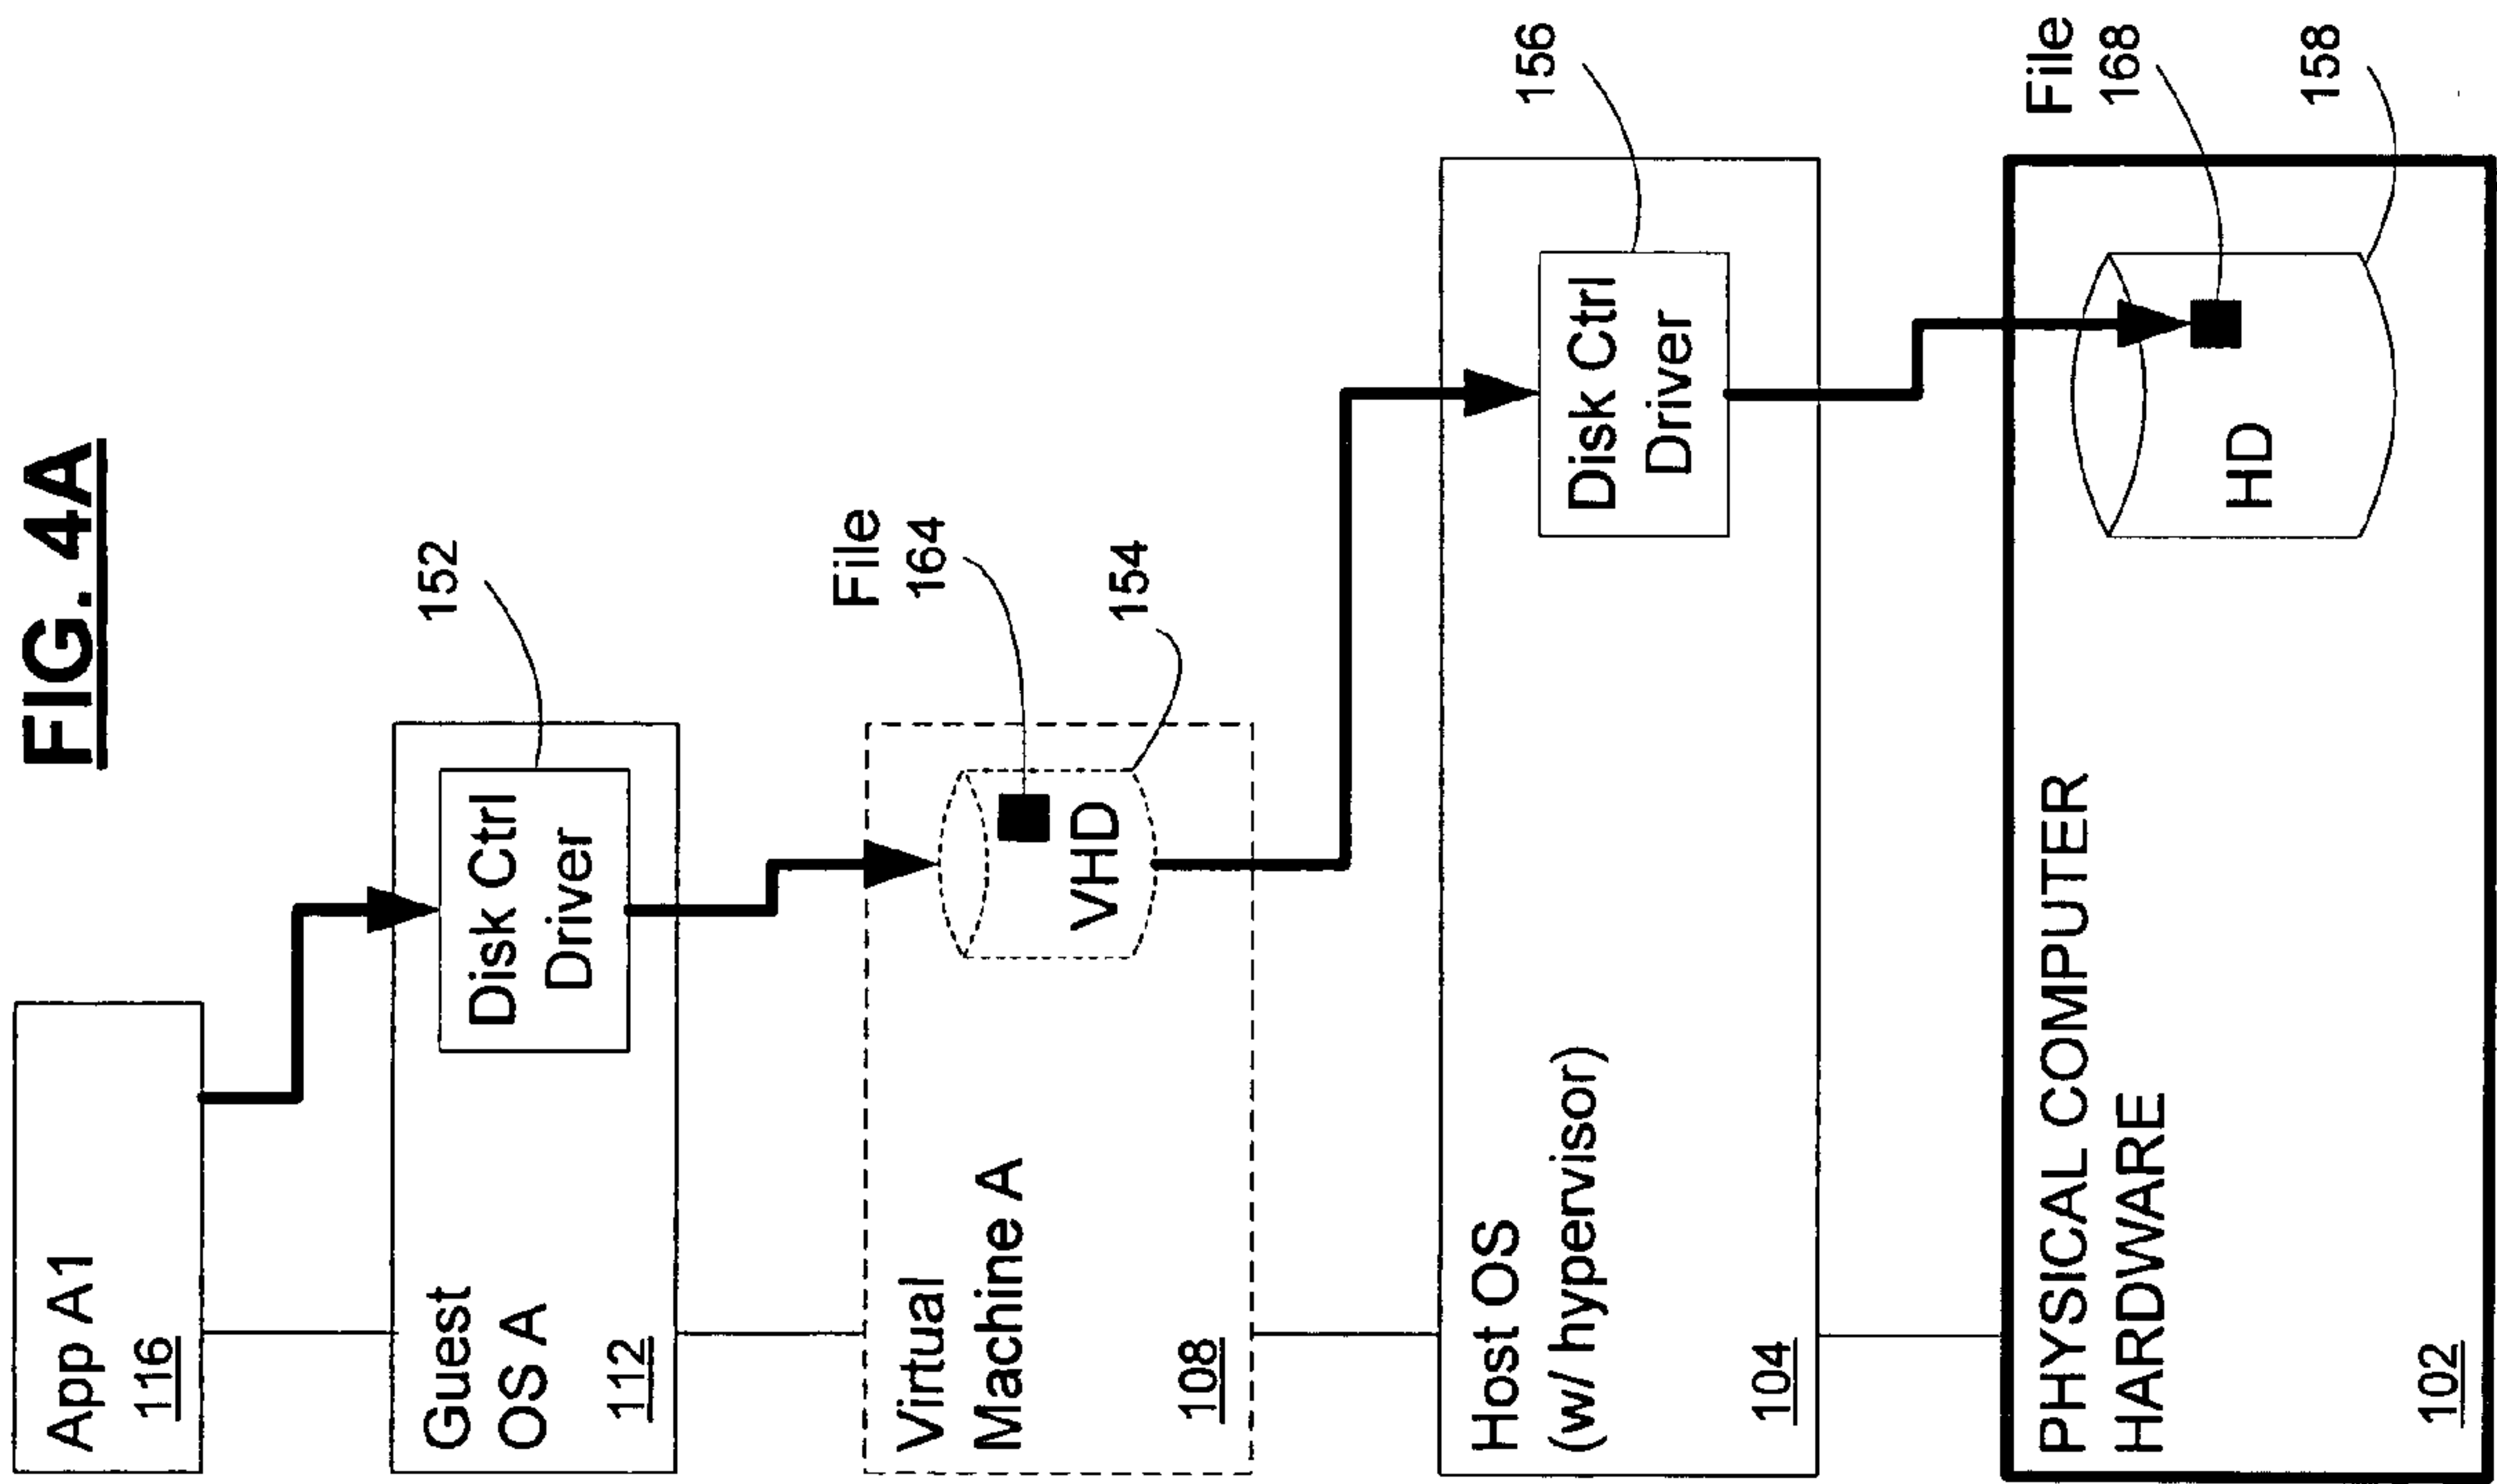 FIG. 4A
App A1
116
Guest
OS A
112
Disk Ctrl
Driver
152
Virtual
Machine A
108
VHD
File
164
154
Host OS
(w/ hypervisor)
104
Disk Ctrl
Driver
156
PHYSICAL COMPUTER
HARDWARE
102
HD
File
168
158